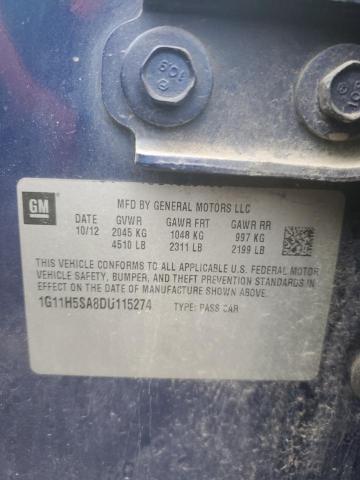 GM
MFD BY GENERAL MOTORS LLC
DATE GVWR GAWR FRT GAWR RR
10/12 2045 KG 1048 KG 997 KG
4510 LB 2311 LB 2199 LB
THIS VEHICLE CONFORMS TO ALL APPLICABLE U.S. FEDERAL MOTOR
VEHICLE SAFETY, BUMPER, AND THEFT PREVENTION STANDARDS IN
EFFECT ON THE DATE OF MANUFACTURE SHOWN ABOVE.
1G11H5SA8DU115274 TYPE: PASS CAR